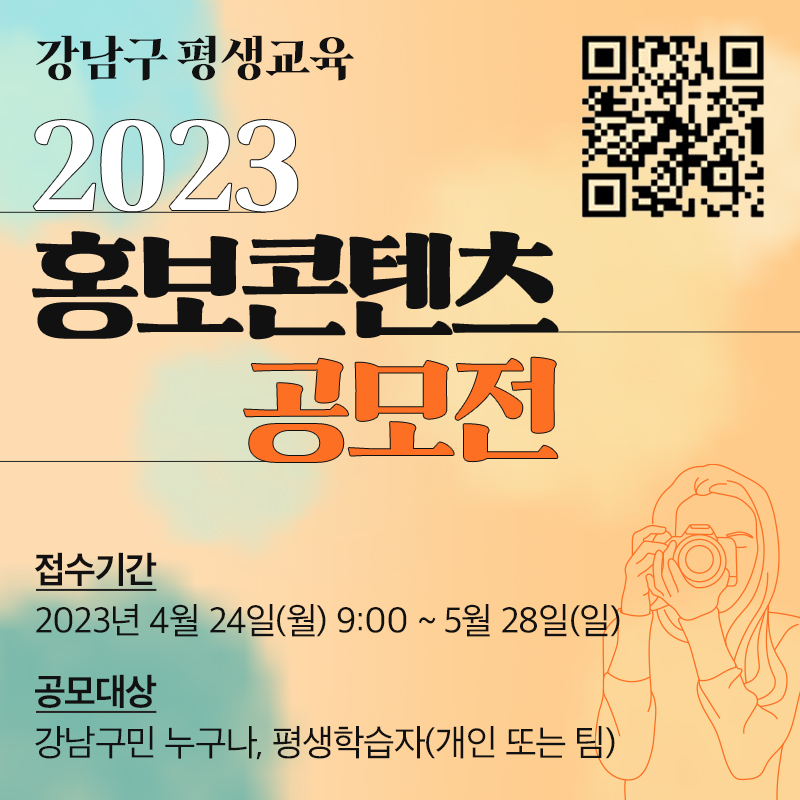 강남구 평생교육
2023
홍보콘텐츠
공모전
접수기간
2023년 4월 24일(월) 9:00 ~ 5월 28일(일)
공모대상
강남구민 누구나, 평생학습자(개인 또는 팀)